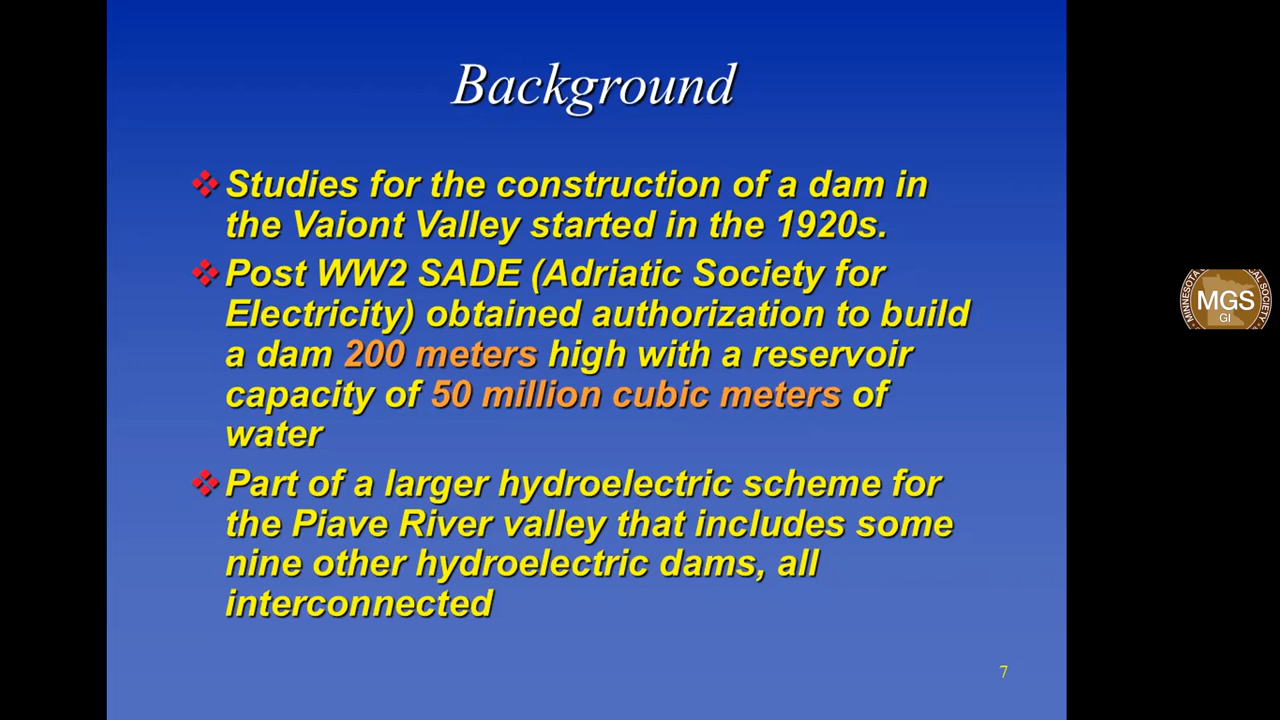 Background
Studies for the construction of a dam in
the Vaiont Valley started in the 1920s.
Post WW2 SADE (Adriatic Society for
Electricity) obtained authorization to build
a dam 200 meters high with a reservoir
capacity of 50 million cubic meters of
water
Part of a larger hydroelectric scheme for
the Piave River valley that includes some
nine other hydroelectric dams, all
interconnected
7
MINNESOTA
SOCIETY
MGS
GI